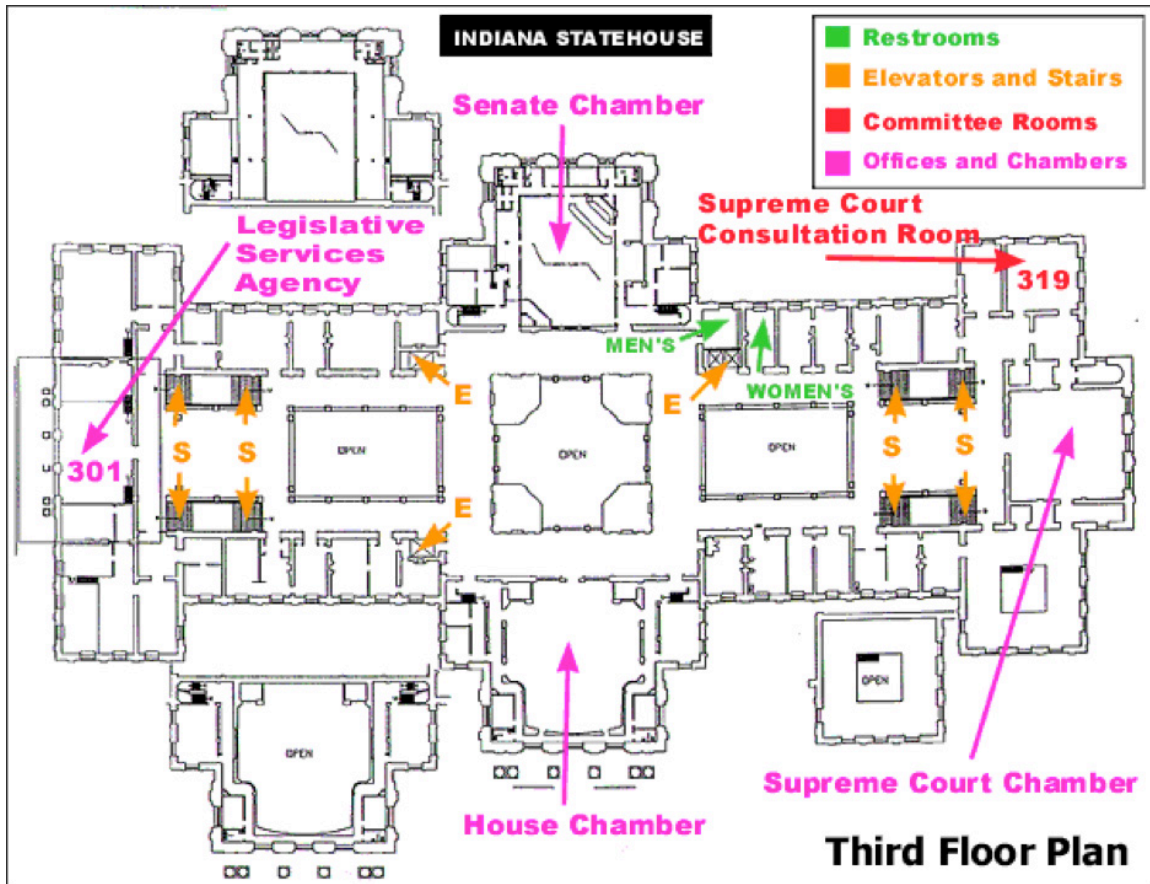 INDIANA STATEHOUSE
Restrooms
Elevators and Stairs
Committee Rooms
Offices and Chambers
Senate Chamber
Supreme Court
Consultation Room
319
Legislative
Services
Agency
MEN'S
WOMEN'S
E
E
S
S
S
S
301
OPEN
OPEN
OPEN
E
OPEN
OPEN
Supreme Court Chamber
House Chamber
Third Floor Plan